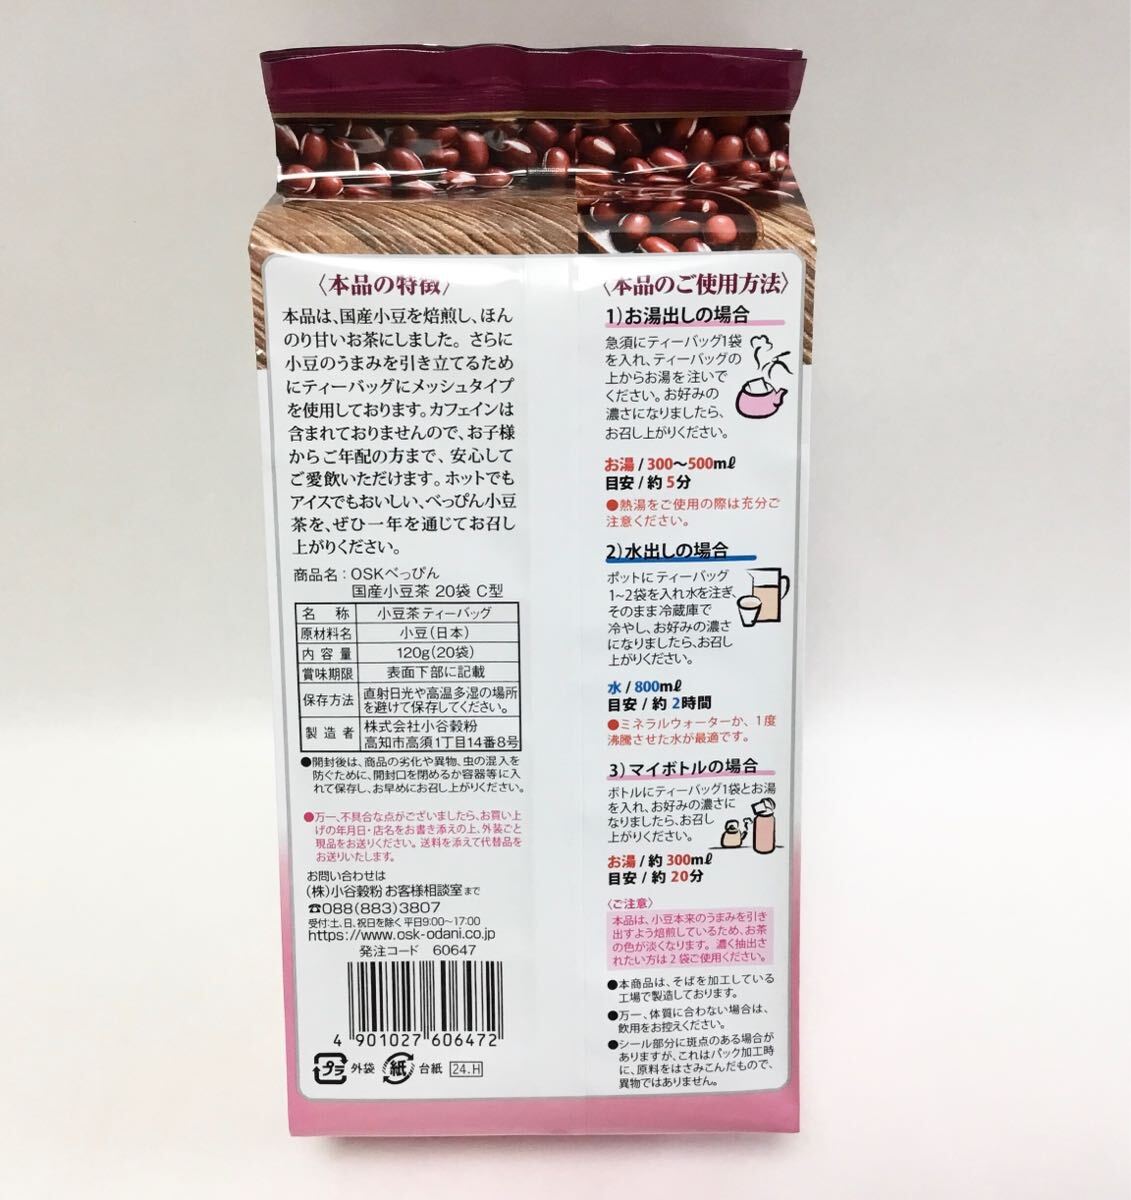 〈本品の特徴〉
本品は、国産小豆を焙煎し、ほん
のり甘いお茶にしました。さらに
小豆のうまみを引き立てるため
にティーバッグにメッシュタイプ
を使用しております。カフェインは
含まれておりませんので、お子様
からご年配の方まで、安心して
ご愛飲いただけます。ホットでも
アイスでもおいしい、べっぴん小豆
茶を、ぜひ一年を通じてお召し
上がりください。
商品名：OSKべっぴん
国産小豆茶 20袋 C型
名称 小豆茶ティーバッグ
原材料名 小豆(日本)
内容量 120g(20袋)
賞味期限 表面下部に記載
保存方法 直射日光や高温多湿の場所
を避けて保存してください。
製造者 株式会社小谷穀粉
高知市高須1丁目14番8号
●開封後は、商品の劣化や異物、虫の混入を
防ぐために、開封口を閉めるか容器等に入
れて保存し、お早めにお召し上がりください。
●万一、不具合な点がございましたら、お買い上
げの年月日・店名をお書き添えの上、外装ごと
現品をお送りください。送料を添えて代替品を
お送りいたします。
お問い合わせは
(株)小谷穀粉 お客様相談室まで
☎088(883)3807
受付:土、日、祝日を除く 平日9:00〜17:00
https://www.osk-odani.co.jp
発注コード 60647
4 901027 606472
プラ 外袋 紙 台紙 24.H
〈本品のご使用方法〉
1)お湯出しの場合
急須にティーバッグ1袋
を入れ、ティーバッグの
上からお湯を注いで
ください。お好みの
濃さになりましたら、
お召し上がりください。
お湯 / 300〜500mℓ
目安 / 約5分
●熱湯をご使用の際は充分ご
注意ください。
2)水出しの場合
ポットにティーバッグ
1~2袋を入れ水を注ぎ、
そのまま冷蔵庫で
冷やし、お好みの濃さ
になりましたら、お召し
上がりください。
水 / 800mℓ
目安 / 約2時間
●ミネラルウォーターか、1度
沸騰させた水が最適です。
3)マイボトルの場合
ボトルにティーバッグ1袋とお湯
を入れ、お好みの濃さに
なりましたら、お召し
上がりください。
お湯 / 約300mℓ
目安 / 約20分
〈ご注意〉
本品は、小豆本来のうまみを引き
出すよう焙煎しているため、お茶
の色が淡くなります。濃く抽出さ
れたい方は2袋ご使用ください。
●本商品は、そばを加工している
工場で製造しております。
●万一、体質に合わない場合は、
飲用をお控えください。
●シール部分に斑点のある場合が
ありますが、これはパック加工時
に、原料をはさみこんだもので、
異物ではありません。